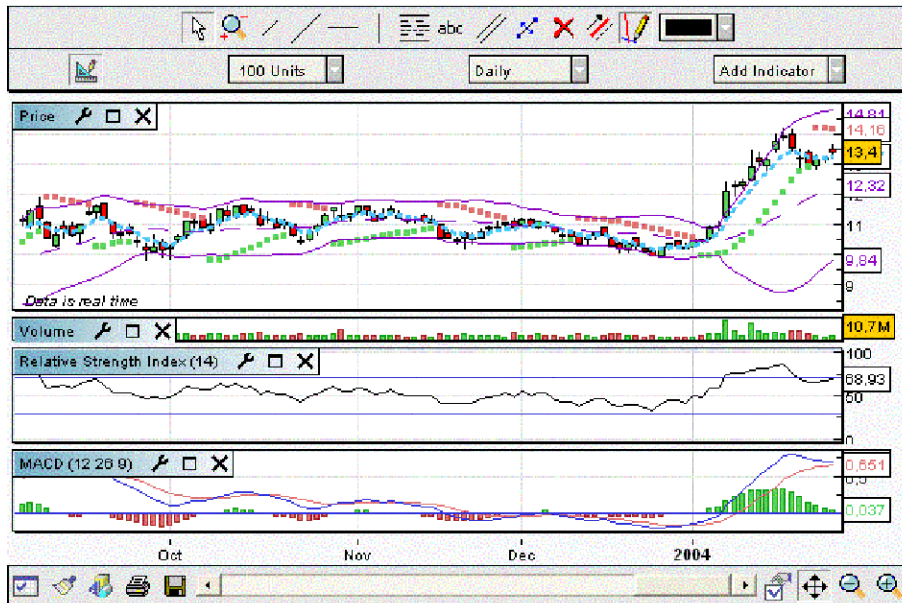 abc
100 Units
Daily
Add Indicator
Price
14,81
14,16
13,4
12,32
12
11
9,84
9
Data is real time
Volume
10,7M
Relative Strength Index (14)
100
68,93
50
0
MACD (12 26 9)
0,651
0,037
Oct
Nov
Dec
2004